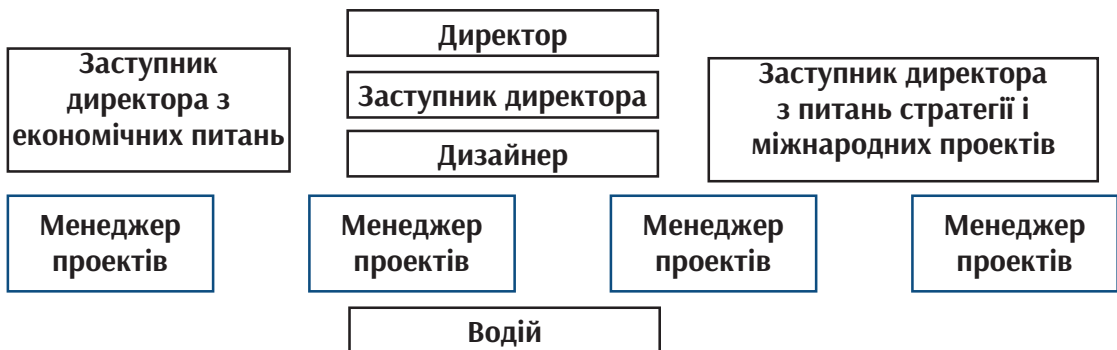 Директор
Заступник
директора з
економічних питань
Заступник директора
Дизайнер
Заступник директора
з питань стратегії і
міжнародних проектів
Менеджер
проектів
Менеджер
проектів
Менеджер
проектів
Менеджер
проектів
Водій